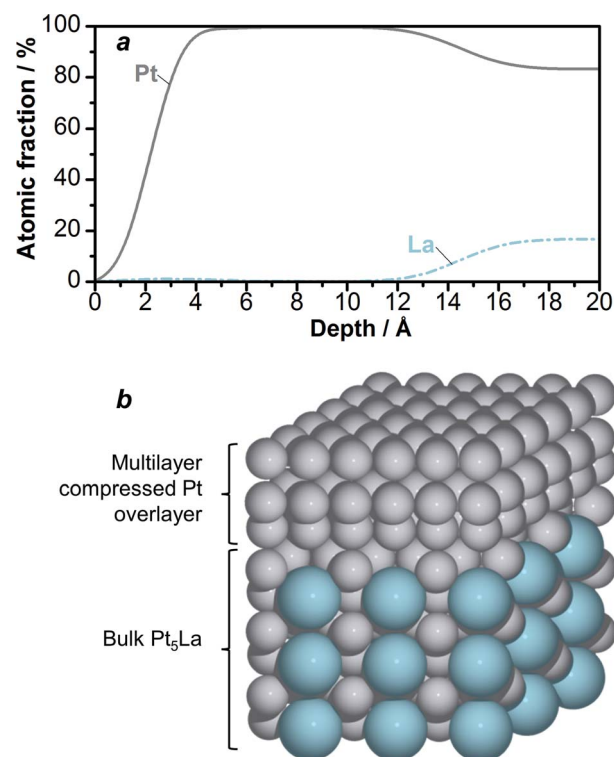 a
Atomic fraction / %
100
80
60
40
20
0
Pt
La
0 2 4 6 8 10 12 14 16 18 20
Depth / Å
b
Multilayer
compressed Pt
overlayer
Bulk Pt₅La